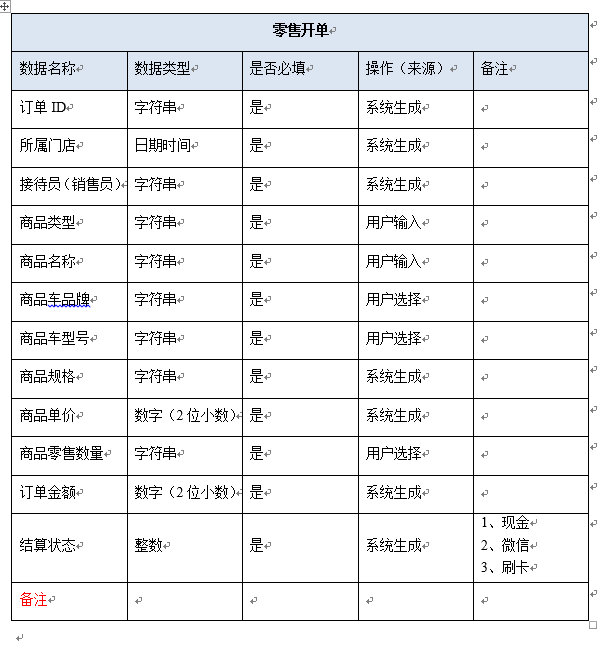 零售开单
数据名称 数据类型 是否必填 操作（来源） 备注
订单 ID 字符串 是 系统生成
所属门店 日期时间 是 系统生成
接待员（销售员） 字符串 是 系统生成
商品类型 字符串 是 用户输入
商品名称 字符串 是 用户输入
商品车品牌 字符串 是 用户选择
商品车型号 字符串 是 用户选择
商品规格 字符串 是 系统生成
商品单价 数字（2 位小数） 是 系统生成
商品零售数量 字符串 是 用户选择
订单金额 数字（2 位小数） 是 系统生成
结算状态 整数 是 系统生成 1、现金
2、微信
3、刷卡
备注